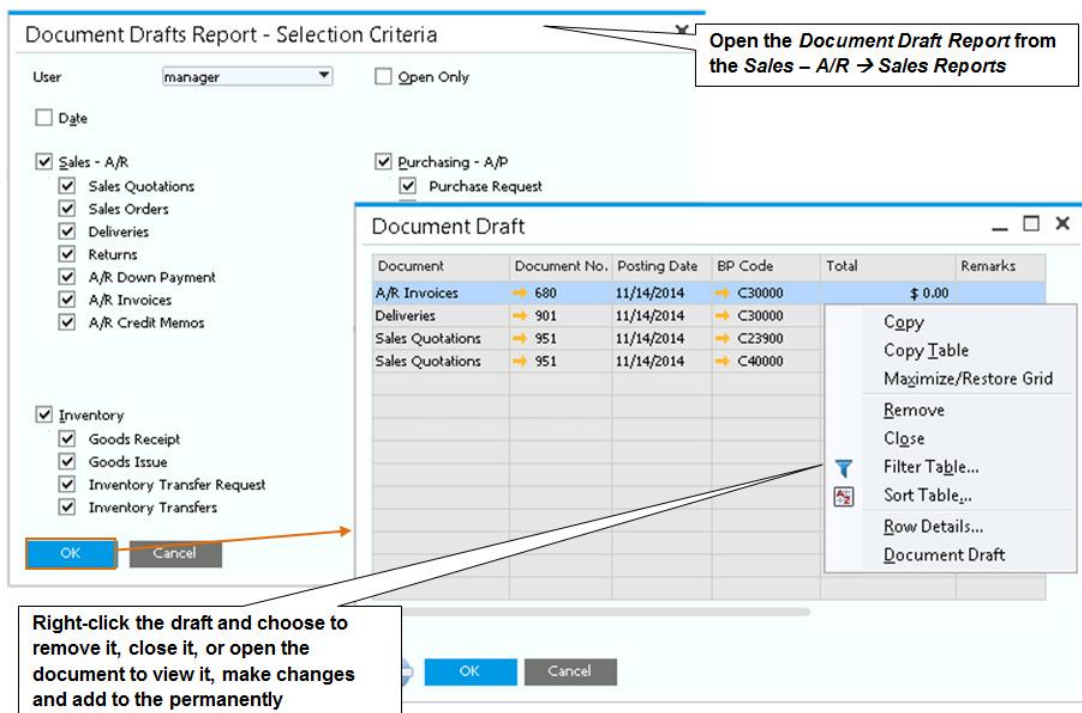 Document Drafts Report - Selection Criteria
Open the Document Draft Report from
the Sales – A/R → Sales Reports
User manager Open Only
Date
Sales - A/R
Sales Quotations
Sales Orders
Deliveries
Returns
A/R Down Payment
A/R Invoices
A/R Credit Memos
Purchasing - A/P
Purchase Request
Inventory
Goods Receipt
Goods Issue
Inventory Transfer Request
Inventory Transfers
OK Cancel
Document Draft
Document Document No. Posting Date BP Code Total Remarks
A/R Invoices 680 11/14/2014 C30000 $ 0.00
Deliveries 901 11/14/2014 C30000
Sales Quotations 951 11/14/2014 C23900
Sales Quotations 951 11/14/2014 C40000
Copy
Copy Table
Maximize/Restore Grid
Remove
Close
Filter Table...
Sort Table...
Row Details...
Document Draft
OK Cancel
Right-click the draft and choose to
remove it, close it, or open the
document to view it, make changes
and add to the permanently